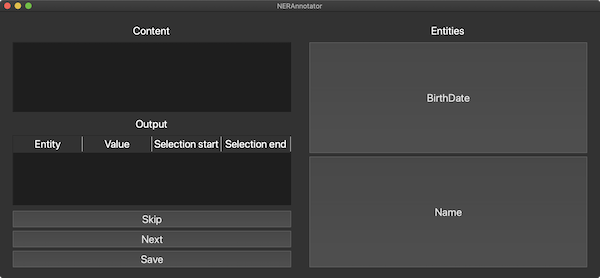 NERAnnotator
Content
Entities
BirthDate
Output
Entity Value Selection start Selection end
Name
Skip
Next
Save